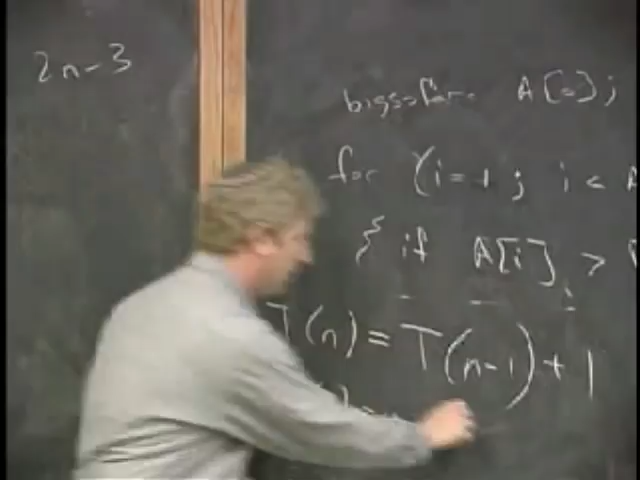 2n-3
bigsofar = A[0];
for (i=1; i < A
{ if A[i] >
T(n) = T(n-1) + 1